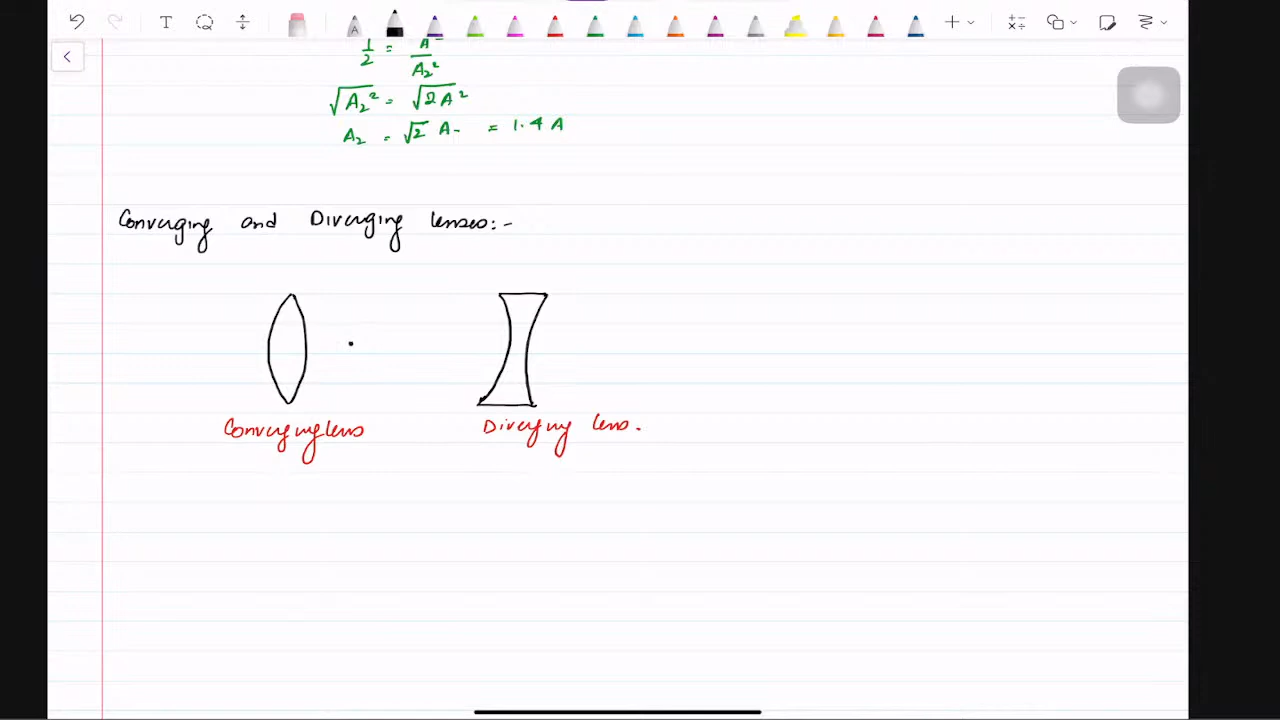 1/2 = A²/A₂²
√A₂² = √2A²
A₂ = √2 A. = 1.4 A
Converging and Diverging lenses:-
Converging lens Diverging lens.